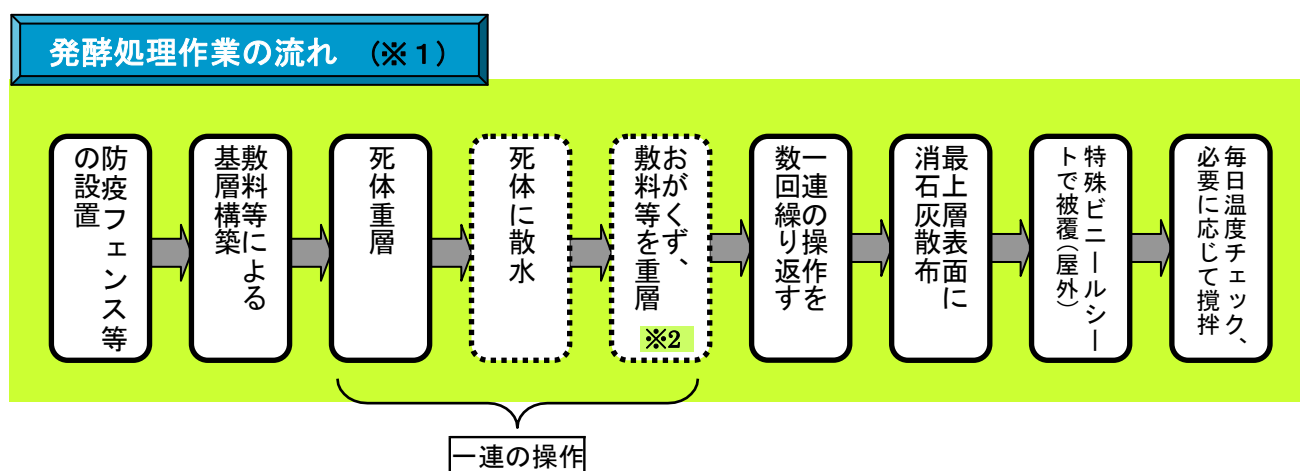 発酵処理作業の流れ (※1)
防疫フェンス等
の設置
敷料等による
基層構築
死体重層
死体に散水
おがくず、
敷料等を重層
※2
一連の操作を
数回繰り返す
最上層表面に
消石灰散布
特殊ビニールシー
トで被覆(屋外)
毎日温度チェック、
必要に応じて撹拌
一連の操作